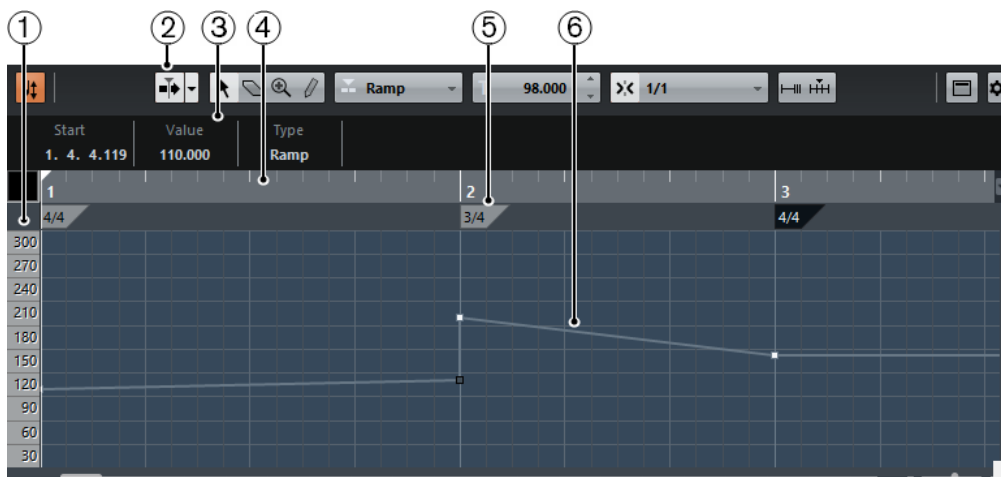 1 2 3 4 5 6
Ramp 98.000 1/1
Start Value Type
1. 4. 4.119 110.000 Ramp
1 2 3
4/4 3/4 4/4
300
270
240
210
180
150
120
90
60
30